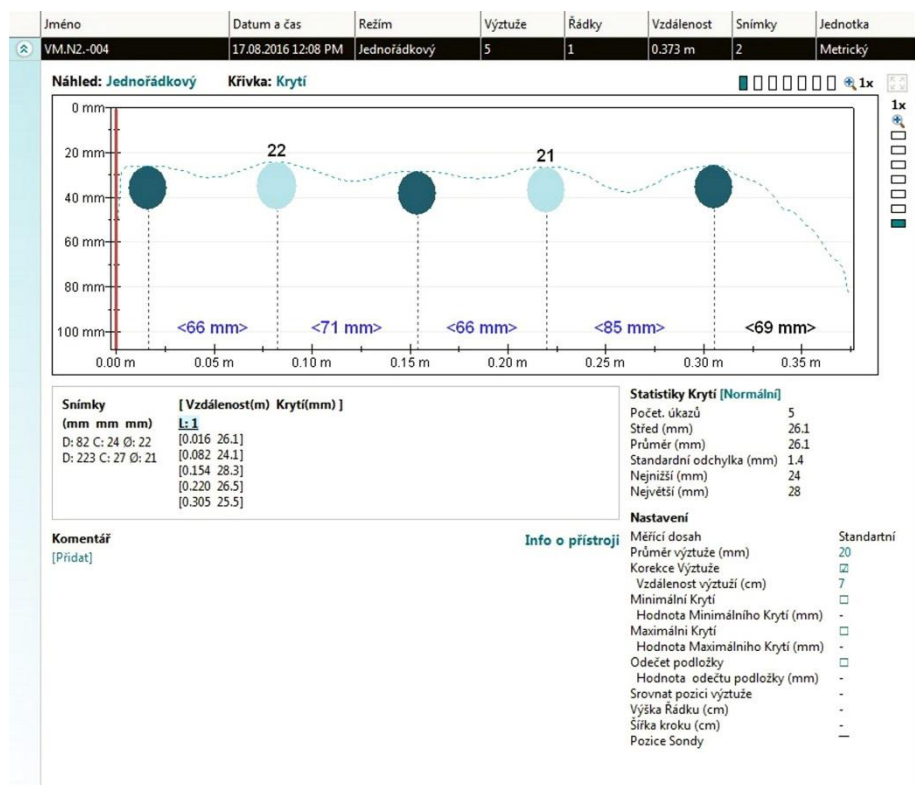 Jméno Datum a čas Režím Výztuže Řádky Vzdálenost Snímky Jednotka
VM.N2.-004 17.08.2016 12:08 PM Jednořádkový 5 1 0.373 m 2 Metrický
Náhled: Jednořádkový Křivka: Krytí 1x
1x
0 mm
20 mm
40 mm
60 mm
80 mm
100 mm
22
21
<66 mm> <71 mm> <66 mm> <85 mm> <69 mm>
0.00 m 0.05 m 0.10 m 0.15 m 0.20 m 0.25 m 0.30 m 0.35 m
Snímky [ Vzdálenost(m) Krytí(mm) ]
(mm mm mm) L: 1
D: 82 C: 24 Ø: 22 [0.016 26.1]
D: 223 C: 27 Ø: 21 [0.082 24.1]
[0.154 28.3]
[0.220 26.5]
[0.305 25.5]
Komentář
[Přidat]
Info o přístroji
Statistiky Krytí [Normální]
Počet. úkazů 5
Střed (mm) 26.1
Průměr (mm) 26.1
Standardní odchylka (mm) 1.4
Nejnižší (mm) 24
Největší (mm) 28
Nastavení
Měřící dosah Standartní
Průměr výztuže (mm) 20
Korekce Výztuže
Vzdálenost výztuží (cm) 7
Minimální Krytí
Hodnota Minimálního Krytí (mm) -
Maximálni Krytí
Hodnota Maximálniho Krytí (mm) -
Odečet podložky
Hodnota odečtu podložky (mm) -
Srovnat pozici výztuže -
Výška Řádku (cm) -
Šířka kroku (cm) -
Pozice Sondy —